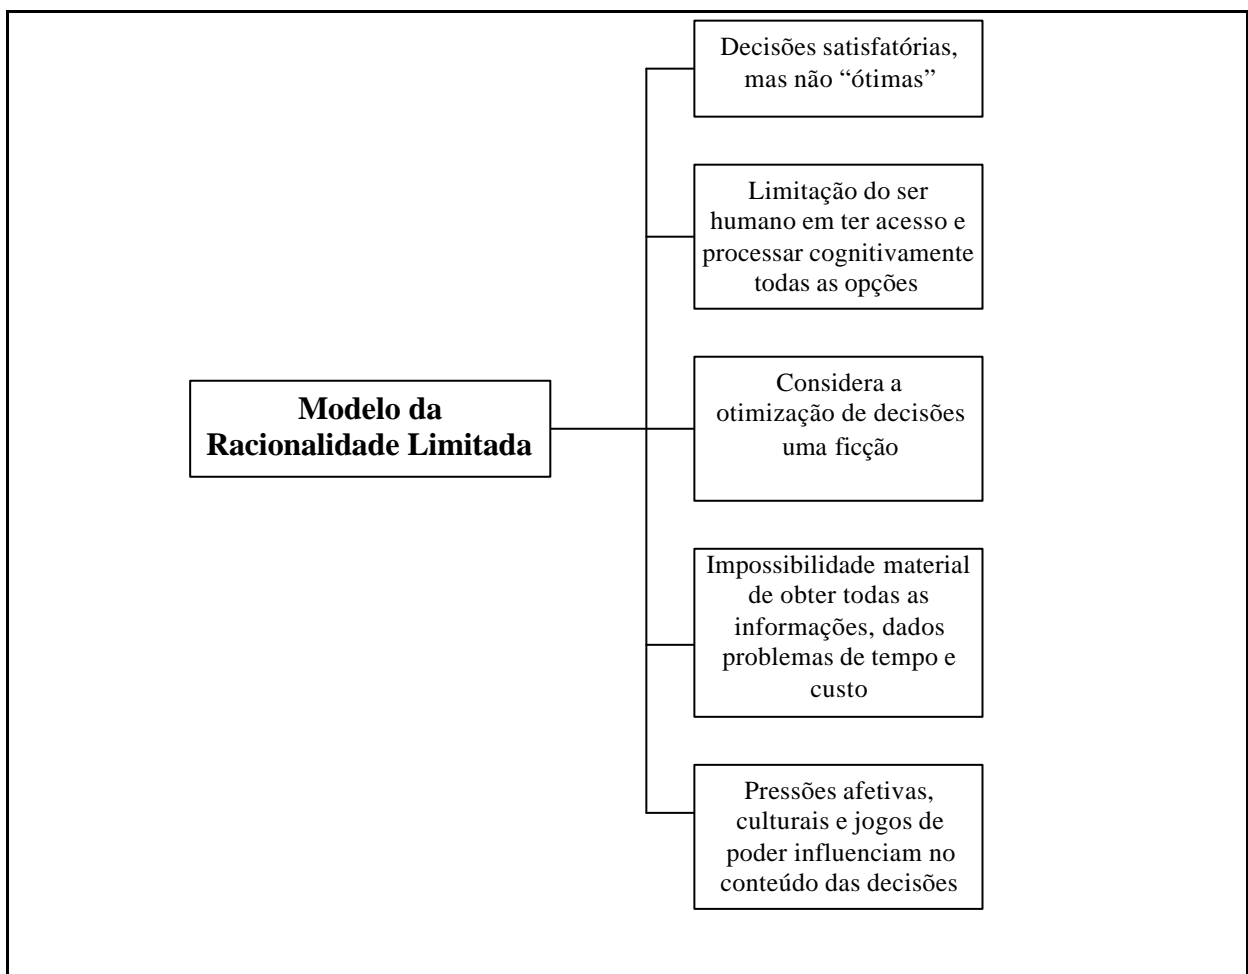 Decisões satisfatórias,
mas não “ótimas”
Limitação do ser
humano em ter acesso e
processar cognitivamente
todas as opções
Considera a
otimização de decisões
uma ficção
Modelo da
Racionalidade Limitada
Impossibilidade material
de obter todas as
informações, dados
problemas de tempo e
custo
Pressões afetivas,
culturais e jogos de
poder influenciam no
conteúdo das decisões